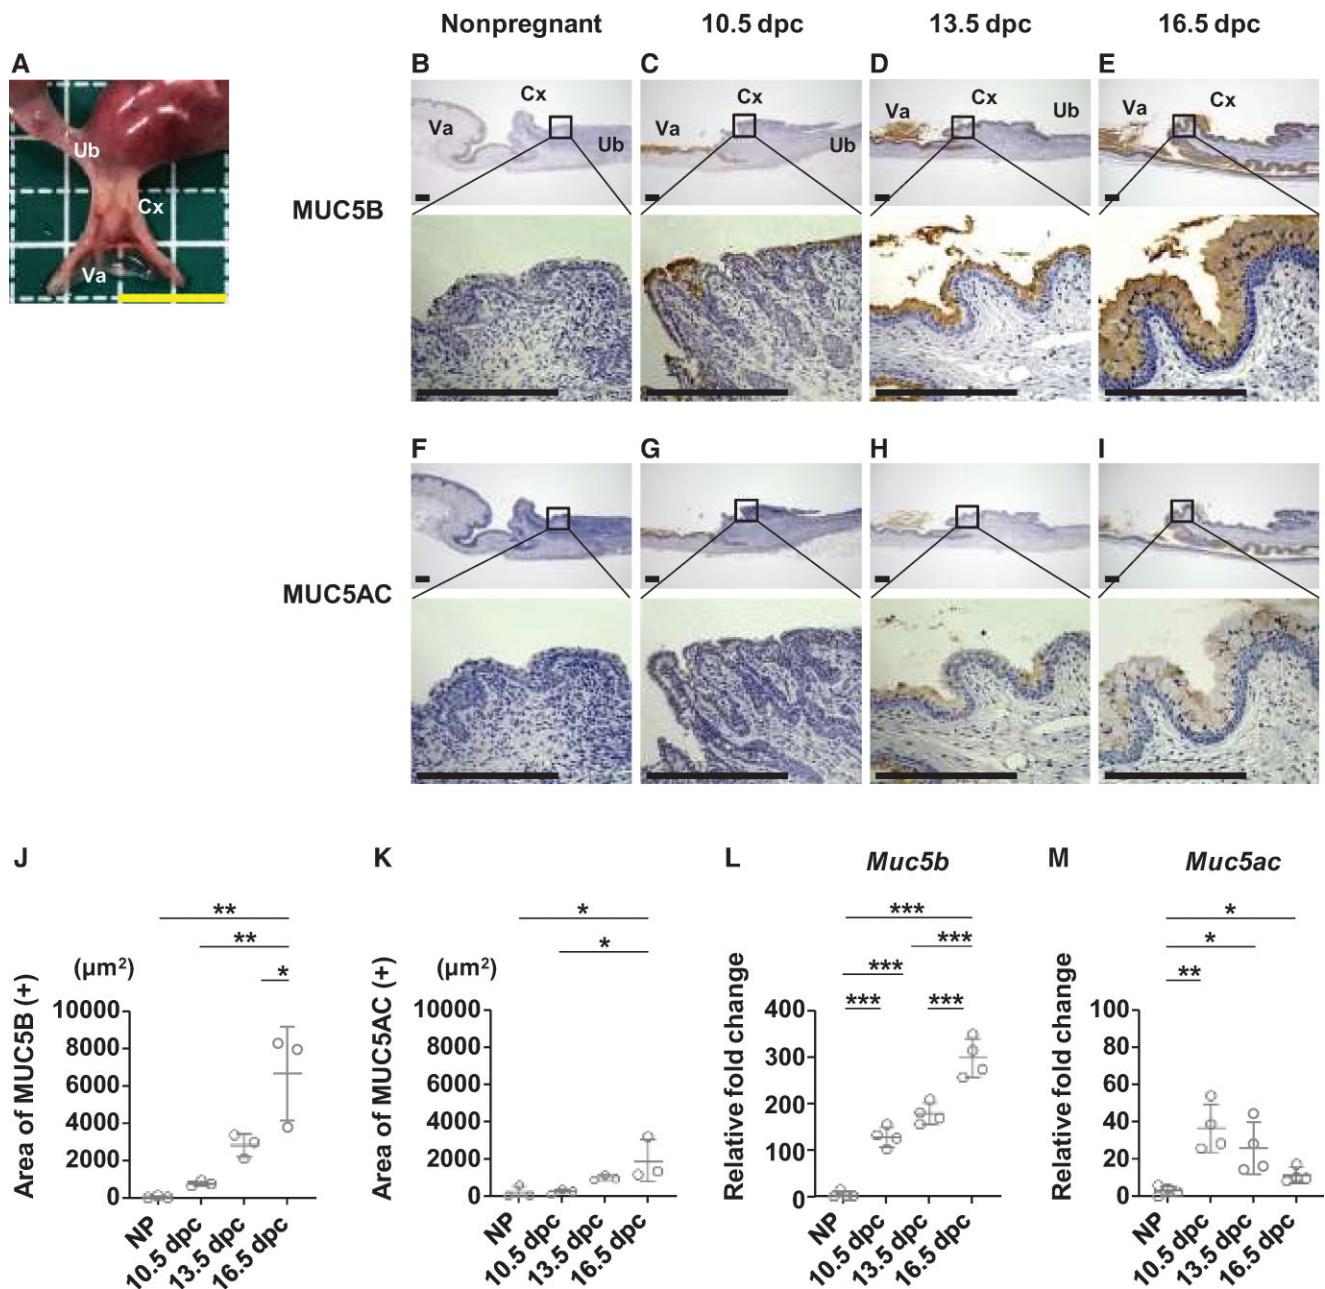 Nonpregnant 10.5 dpc 13.5 dpc 16.5 dpc
A B C D E
Ub
Cx
Va
MUC5B
Va Cx Ub
Va Cx Ub
Va Cx Ub
Va Cx
F G H I
MUC5AC
J K L Muc5b M Muc5ac
** 
**
*
(µm²)
Area of MUC5B (+)
10000
8000
6000
4000
2000
0
NP 10.5 dpc 13.5 dpc 16.5 dpc
*
*
(µm²)
Area of MUC5AC (+)
10000
8000
6000
4000
2000
0
NP 10.5 dpc 13.5 dpc 16.5 dpc
***
***
***
*** ***
Relative fold change
400
300
200
100
0
NP 10.5 dpc 13.5 dpc 16.5 dpc
*
*
**
Relative fold change
100
80
60
40
20
0
NP 10.5 dpc 13.5 dpc 16.5 dpc